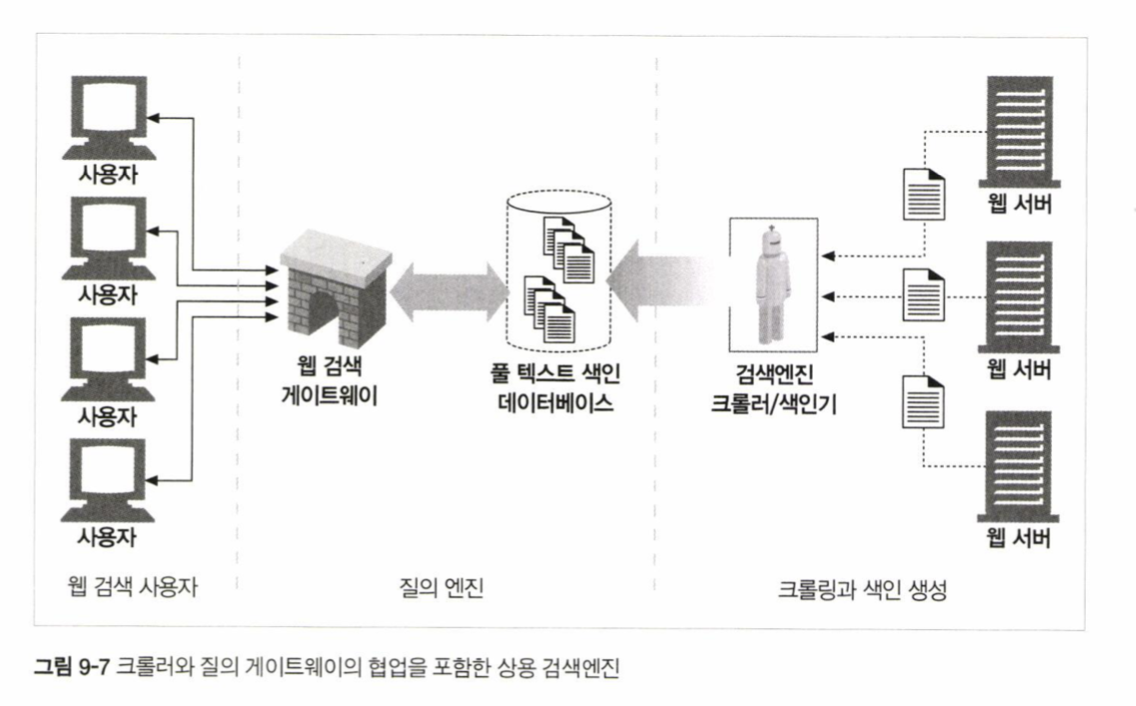 사용자
사용자
사용자
사용자
웹 검색 사용자
웹 검색
게이트웨이
풀 텍스트 색인
데이터베이스
질의 엔진
검색엔진
크롤러/색인기
웹 서버
웹 서버
웹 서버
크롤링과 색인 생성
그림 9-7 크롤러와 질의 게이트웨이의 협업을 포함한 상용 검색엔진